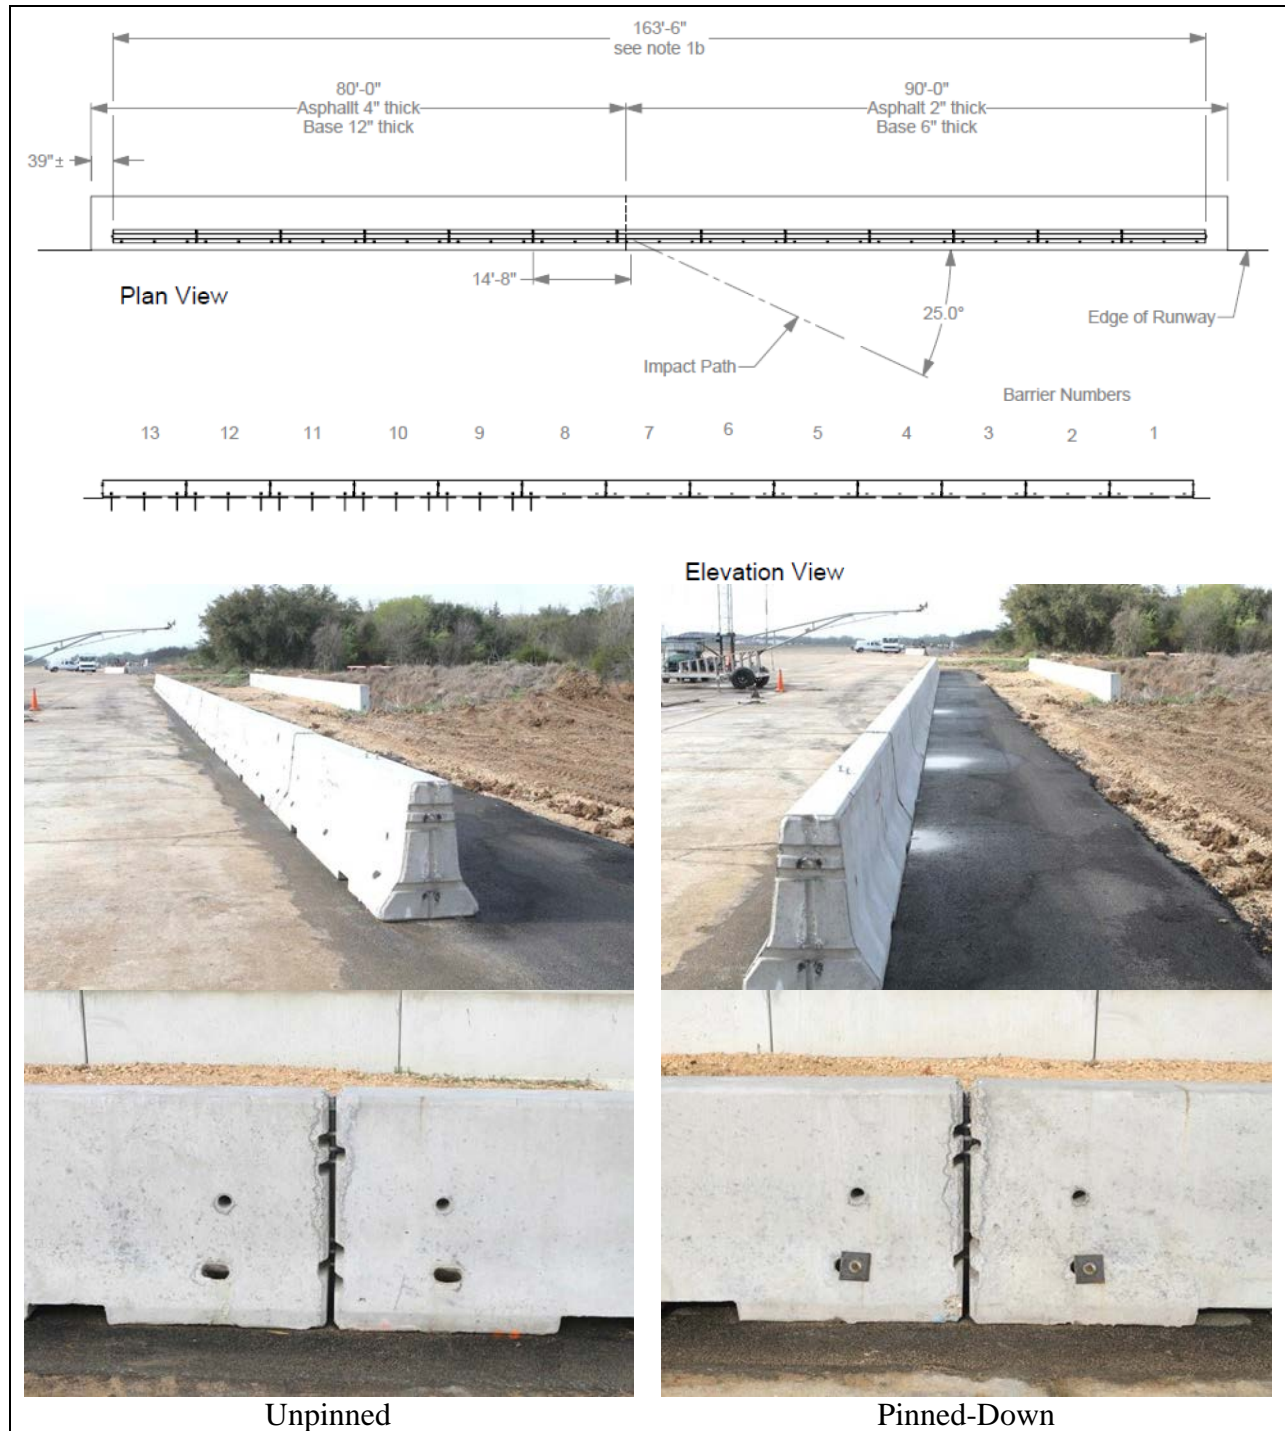 163'-6"
see note 1b
80'-0"
Asphallt 4" thick
Base 12" thick
90'-0"
Asphalt 2" thick
Base 6" thick
39"±
14'-8"
Plan View
25.0°
Edge of Runway
Impact Path
Barrier Numbers
13 12 11 10 9 8 7 6 5 4 3 2 1
Elevation View
Unpinned Pinned-Down